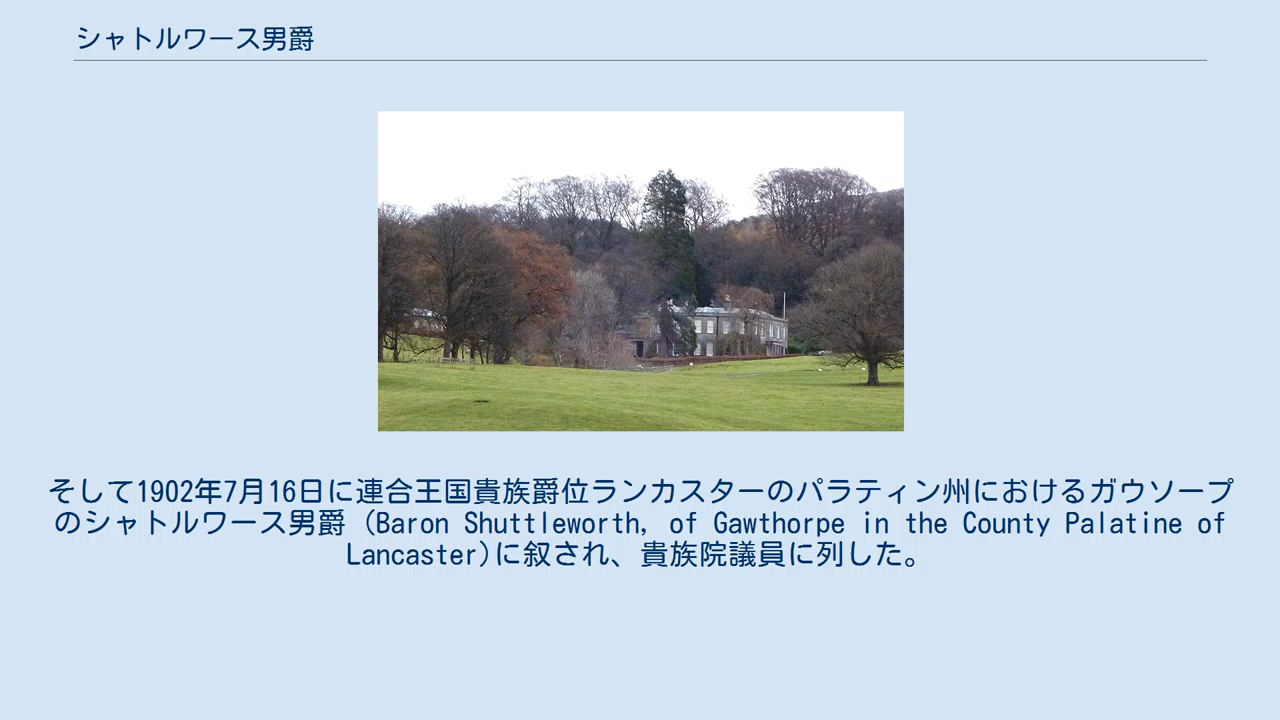 シャトルワース男爵
そして1902年7月16日に連合王国貴族爵位ランカスターのパラティン州におけるガウソープ
のシャトルワース男爵 (Baron Shuttleworth, of Gawthorpe in the County Palatine of
Lancaster)に叙され、貴族院議員に列した。